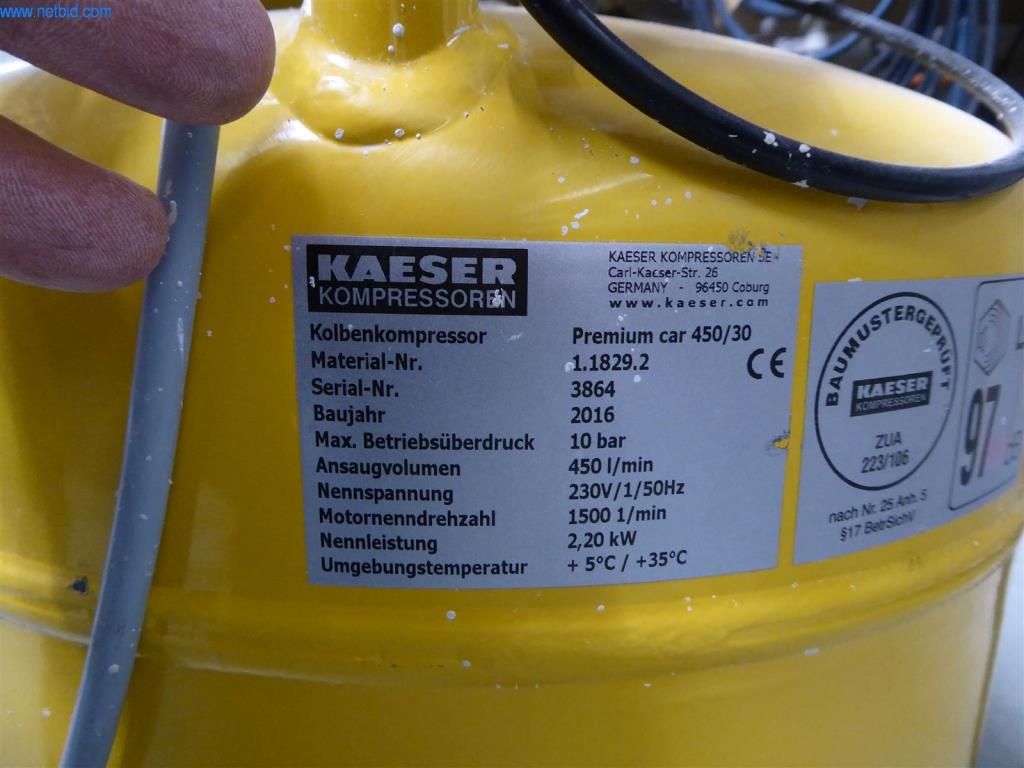 www.netbid.com
KAESER
KOMPRESSOREN
KAESER KOMPRESSOREN SE
Carl-Kaeser-Str. 26
GERMANY - 96450 Coburg
www.kaeser.com
Kolbenkompressor Premium car 450/30
Material-Nr. 1.1829.2
Serial-Nr. 3864
Baujahr 2016
Max. Betriebsüberdruck 10 bar
Ansaugvolumen 450 l/min
Nennspannung 230V/1/50Hz
Motornenndrehzahl 1500 1/min
Nennleistung 2,20 kW
Umgebungstemperatur + 5°C / +35°C
CE
BAUMUSTERGEPRÜFT
KAESER
KOMPRESSOREN
ZUA
223/106
nach Nr. 25 Anh. 5
§17 BetrSichV
97